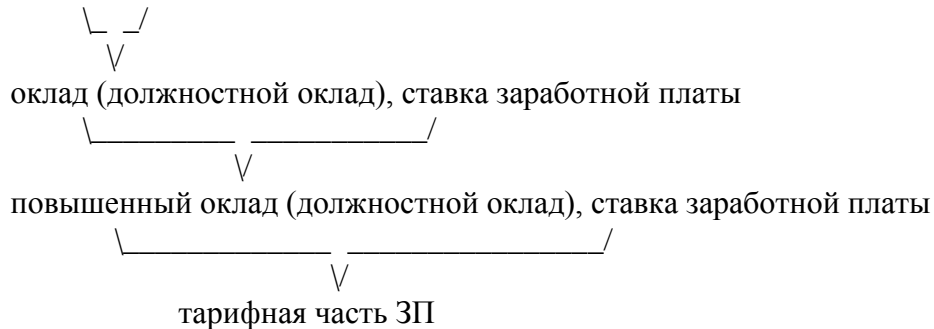 оклад (должностной оклад), ставка заработной платы
повышенный оклад (должностной оклад), ставка заработной платы
тарифная часть ЗП